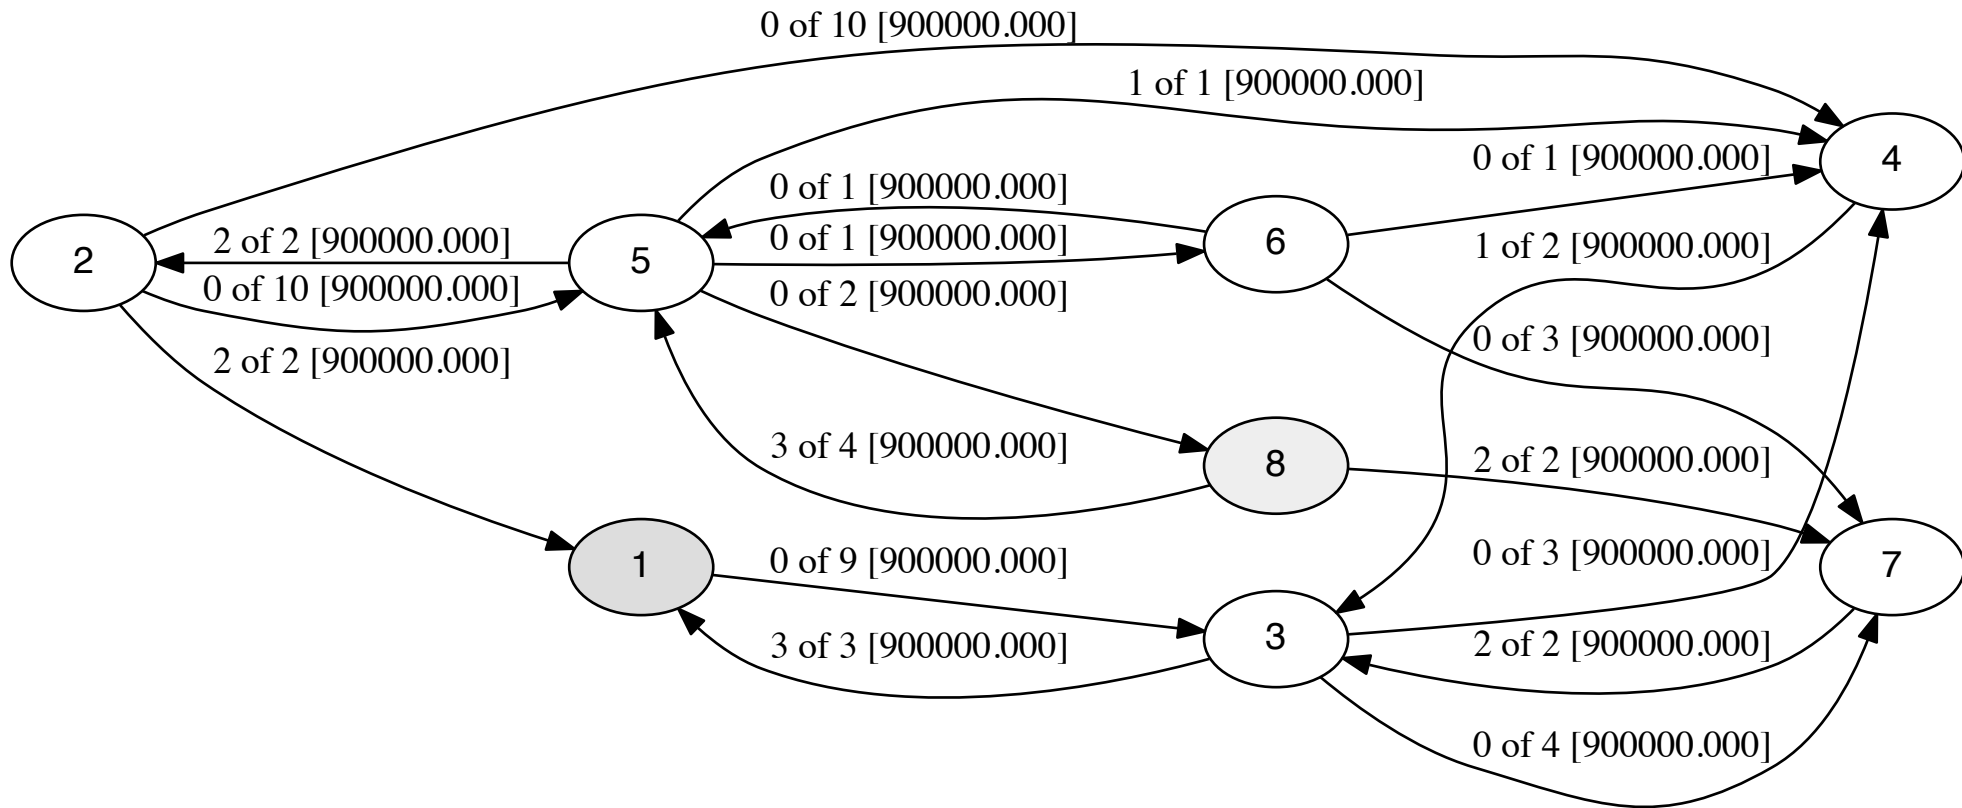 0 of 10 [900000.000]
1 of 1 [900000.000]
0 of 1 [900000.000]
4
0 of 1 [900000.000]
2 of 2 [900000.000]
0 of 1 [900000.000]
6
1 of 2 [900000.000]
2
5
0 of 10 [900000.000]
0 of 2 [900000.000]
2 of 2 [900000.000]
0 of 3 [900000.000]
3 of 4 [900000.000]
8
2 of 2 [900000.000]
1
0 of 9 [900000.000]
0 of 3 [900000.000]
7
3 of 3 [900000.000]
3
2 of 2 [900000.000]
0 of 4 [900000.000]